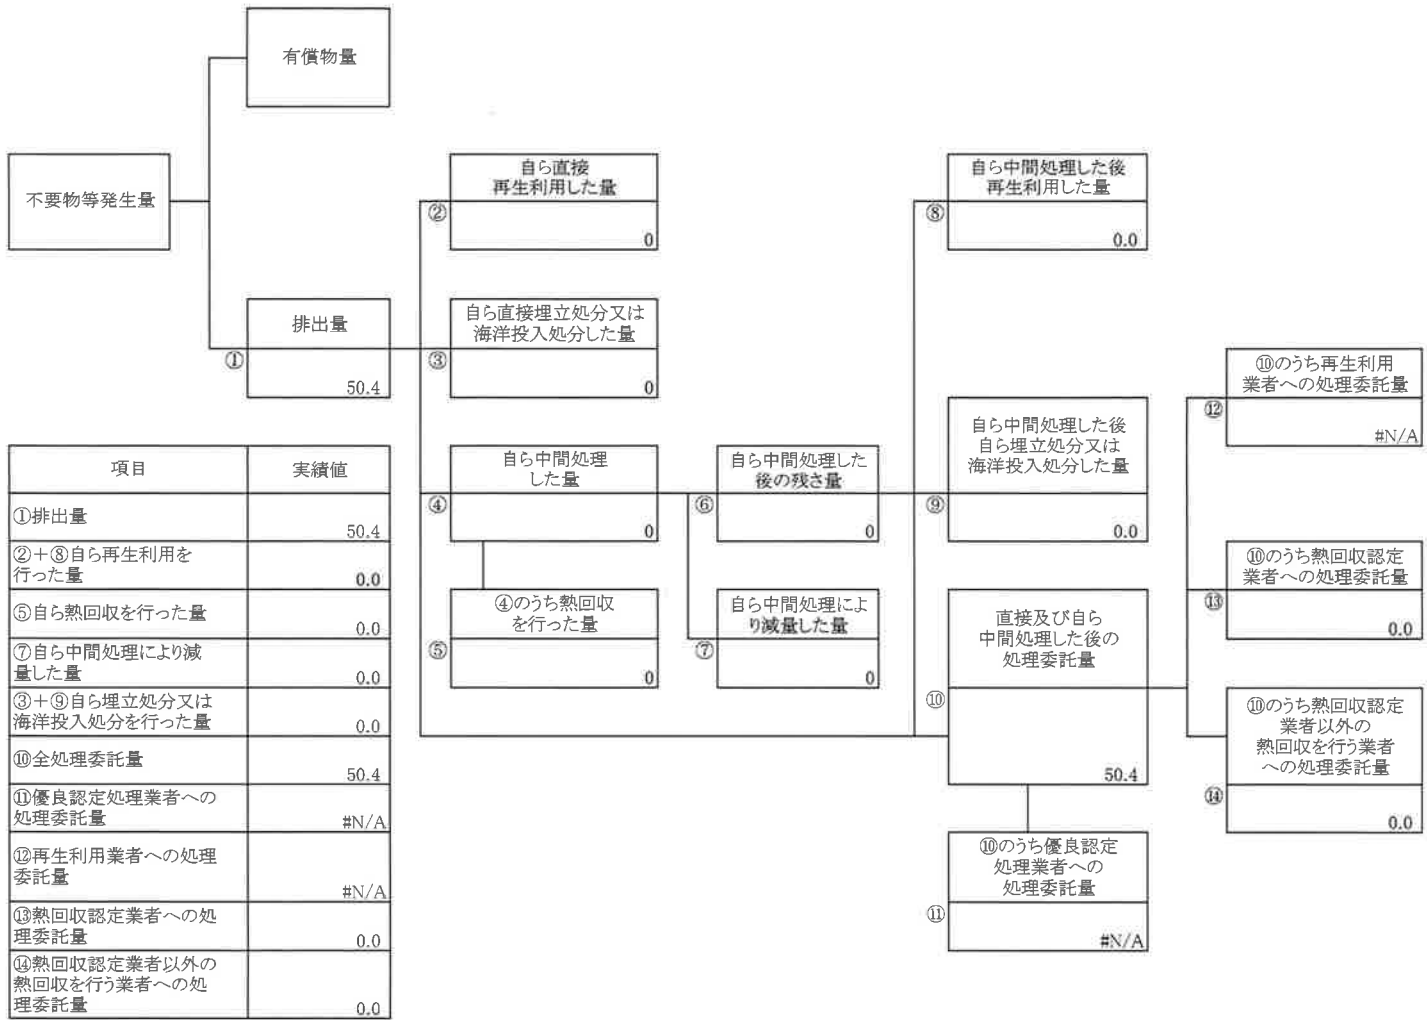 有償物量
不要物等発生量
排出量
①
50.4
自ら直接
再生利用した量
②
0
自ら直接埋立処分又は
海洋投入処分した量
③
0
自ら中間処理
した量
④
0
④のうち熱回収
を行った量
⑤
0
自ら中間処理した
後の残さ量
⑥
0
自ら中間処理によ
り減量した量
⑦
0
自ら中間処理した後
再生利用した量
⑧
0.0
自ら中間処理した後
自ら埋立処分又は
海洋投入処分した量
⑨
0.0
直接及び自ら
中間処理した後の
処理委託量
⑩
50.4
⑩のうち優良認定
処理業者への
処理委託量
⑪
#N/A
⑩のうち再生利用
業者への処理委託量
⑫
#N/A
⑩のうち熱回収認定
業者への処理委託量
⑬
0.0
⑩のうち熱回収認定
業者以外の
熱回収を行う業者
への処理委託量
⑭
0.0
項目 実績値
①排出量
50.4
②+⑧自ら再生利用を
行った量
0.0
⑤自ら熱回収を行った量
0.0
⑦自ら中間処理により減
量した量
0.0
③+⑨自ら埋立処分又は
海洋投入処分を行った量
0.0
⑩全処理委託量
50.4
⑪優良認定処理業者への
処理委託量
#N/A
⑫再生利用業者への処理
委託量
#N/A
⑬熱回収認定業者への処
理委託量
0.0
⑭熱回収認定業者以外の
熱回収を行う業者への処
理委託量
0.0